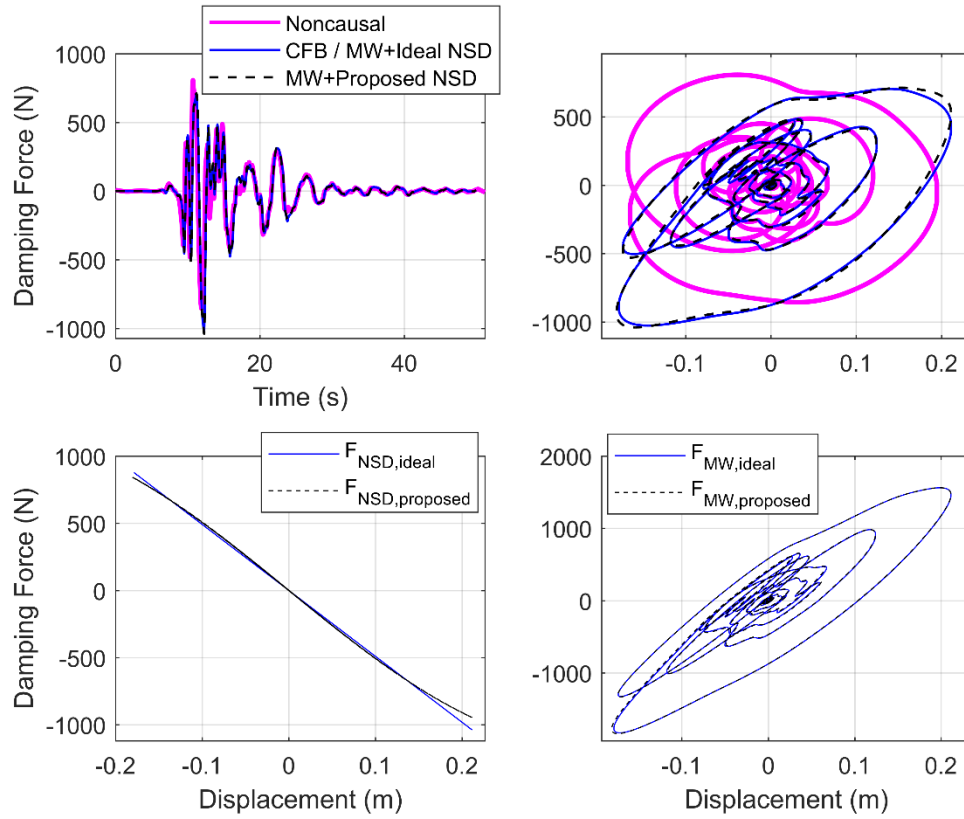 Noncausal
CFB / MW+Ideal NSD
MW+Proposed NSD
Damping Force (N)
1000
500
0
-500
-1000
0 20 40
Time (s)
500
0
-500
-1000
-0.1 0 0.1 0.2
F_NSD,ideal
F_NSD,proposed
Damping Force (N)
1000
500
0
-500
-1000
-0.2 -0.1 0 0.1 0.2
Displacement (m)
F_MW,ideal
F_MW,proposed
2000
1000
0
-1000
-0.1 0 0.1 0.2
Displacement (m)